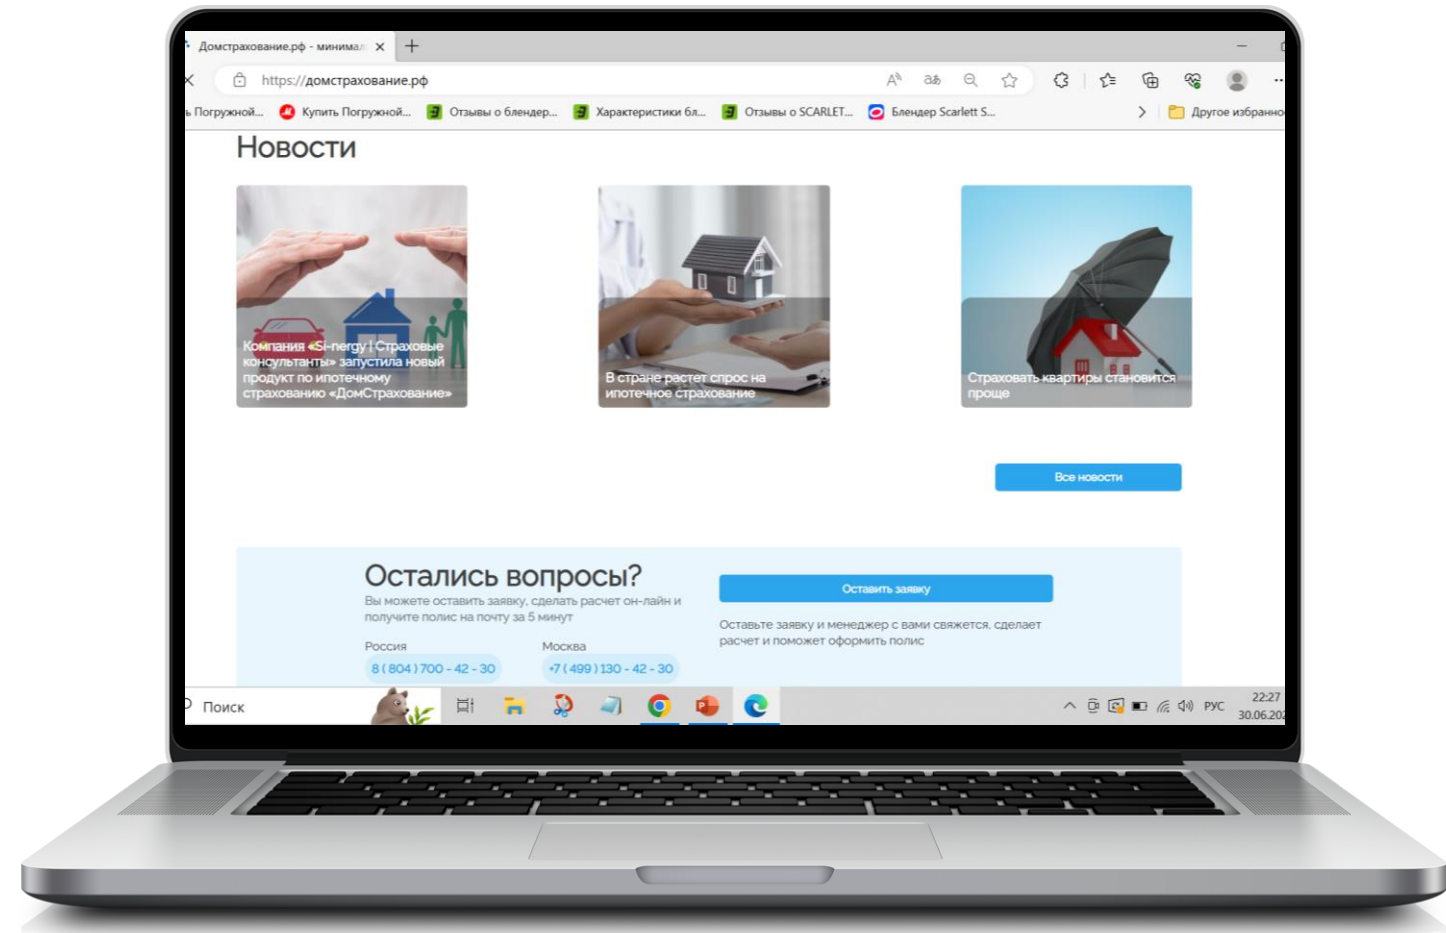 Домстрахование.рф - минимал
https://домстрахование.рф
ь Погружной...
Купить Погружной...
Отзывы о блендер...
Характеристики бл...
Отзывы о SCARLET...
Блендер Scarlett S...
Другое избранно
Новости
Компания «Si-nergy | Страховые
консультанты» запустила новый
продукт по ипотечному
страхованию «ДомСтрахование»
В стране растет спрос на
ипотечное страхование
Страховать квартиры становится
проще
Все новости
Остались вопросы?
Вы можете оставить заявку, сделать расчет он-лайн и
получите полис на почту за 5 минут
Россия
8 ( 804 ) 700 - 42 - 30
Москва
+7 ( 499 ) 130 - 42 - 30
Оставить заявку
Оставьте заявку и менеджер с вами свяжется, сделает
расчет и поможет оформить полис
Поиск
РУС
22:27
30.06.202